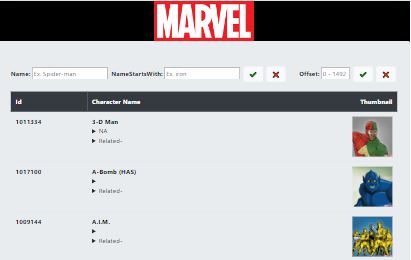 MARVEL
Name: Ex. Spider-man NameStartsWith: Ex. iron Offset: 0 - 1492
Id Character Name Thumbnail
1011334 3-D Man
NA
Related-
1017100 A-Bomb (HAS)
Related-
1009144 A.I.M.
Related-